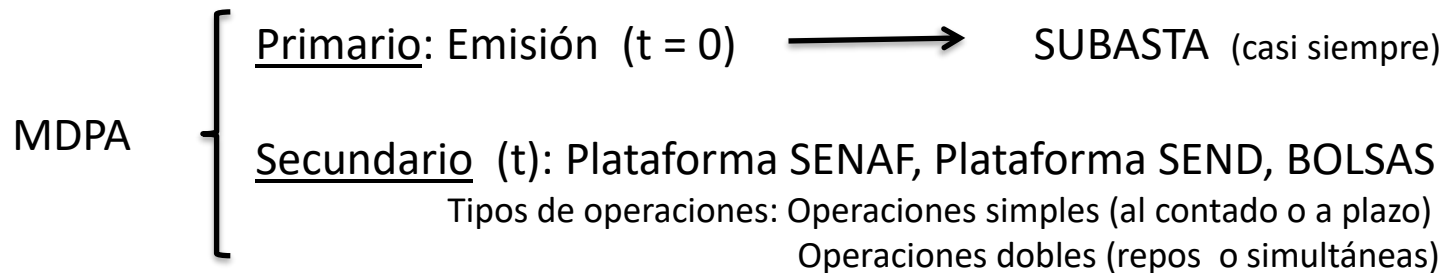 Primario: Emisión (t = 0) SUBASTA (casi siempre)
MDPA
Secundario (t): Plataforma SENAF, Plataforma SEND, BOLSAS
Tipos de operaciones: Operaciones simples (al contado o a plazo)
Operaciones dobles (repos o simultáneas)